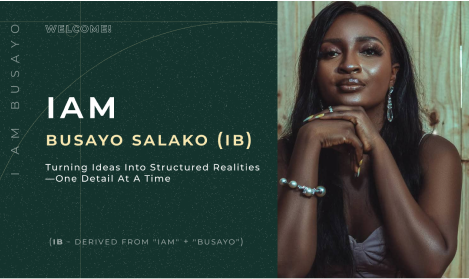 WELCOME!
I AM BUSAYO
IAM
BUSAYO SALAKO (IB)
Turning Ideas Into Structured Realities
—One Detail At A Time
(IB - DERIVED FROM "IAM" + "BUSAYO")